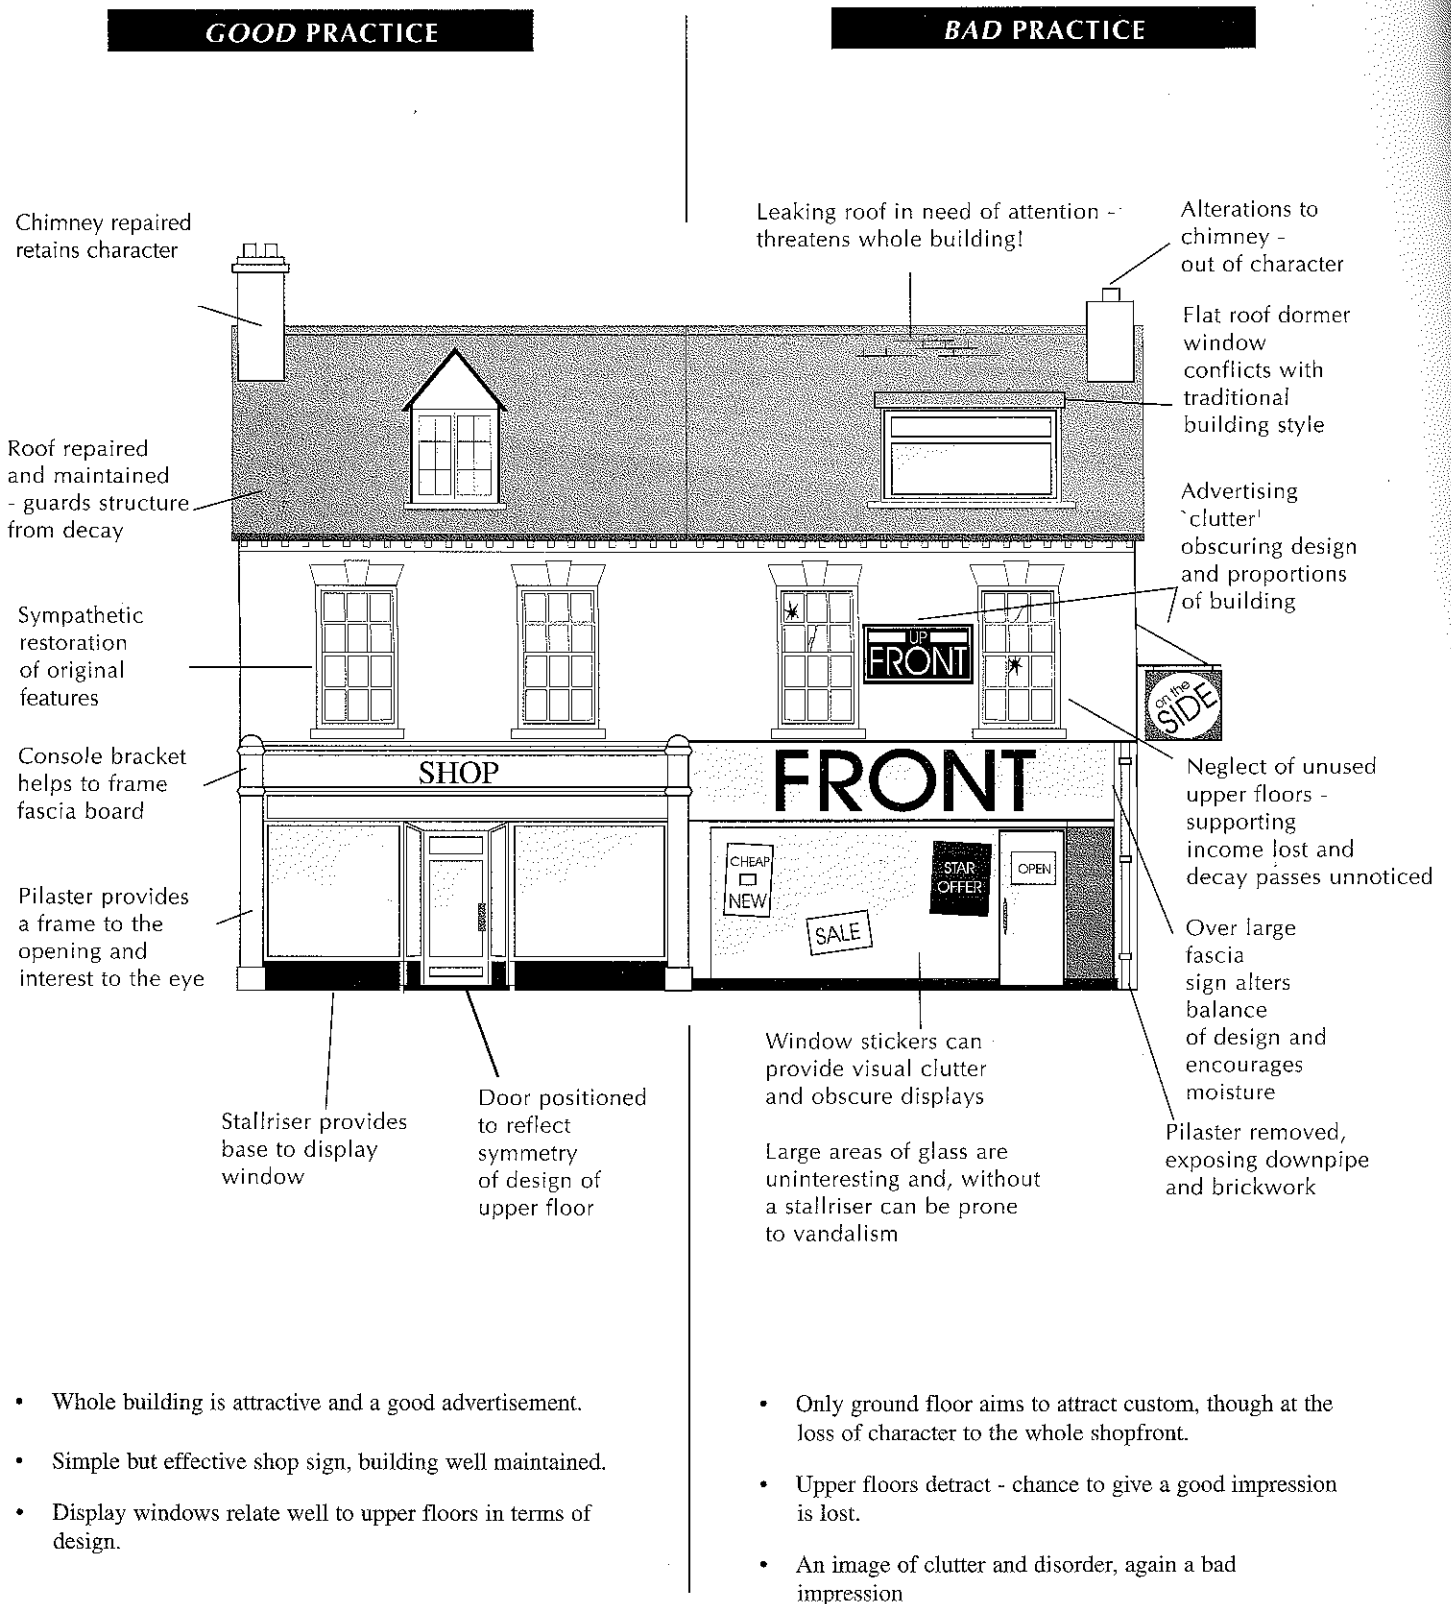 GOOD PRACTICE
BAD PRACTICE
Chimney repaired
retains character
Roof repaired
and maintained
- guards structure
from decay
Sympathetic
restoration
of original
features
Console bracket
helps to frame
fascia board
Pilaster provides
a frame to the
opening and
interest to the eye
Stallriser provides
base to display
window
Door positioned
to reflect
symmetry
of design of
upper floor
SHOP
Leaking roof in need of attention -
threatens whole building!
Alterations to
chimney -
out of character
Flat roof dormer
window
conflicts with
traditional
building style
Advertising
`clutter'
obscuring design
and proportions
of building
UP
FRONT
on the
SIDE
FRONT
CHEAP
NEW
SALE
STAR
OFFER
OPEN
Neglect of unused
upper floors -
supporting
income lost and
decay passes unnoticed
Over large
fascia
sign alters
balance
of design and
encourages
moisture
Pilaster removed,
exposing downpipe
and brickwork
Window stickers can
provide visual clutter
and obscure displays
Large areas of glass are
uninteresting and, without
a stallriser can be prone
to vandalism
• Whole building is attractive and a good advertisement.
• Simple but effective shop sign, building well maintained.
• Display windows relate well to upper floors in terms of
design.
• Only ground floor aims to attract custom, though at the
loss of character to the whole shopfront.
• Upper floors detract - chance to give a good impression
is lost.
• An image of clutter and disorder, again a bad
impression